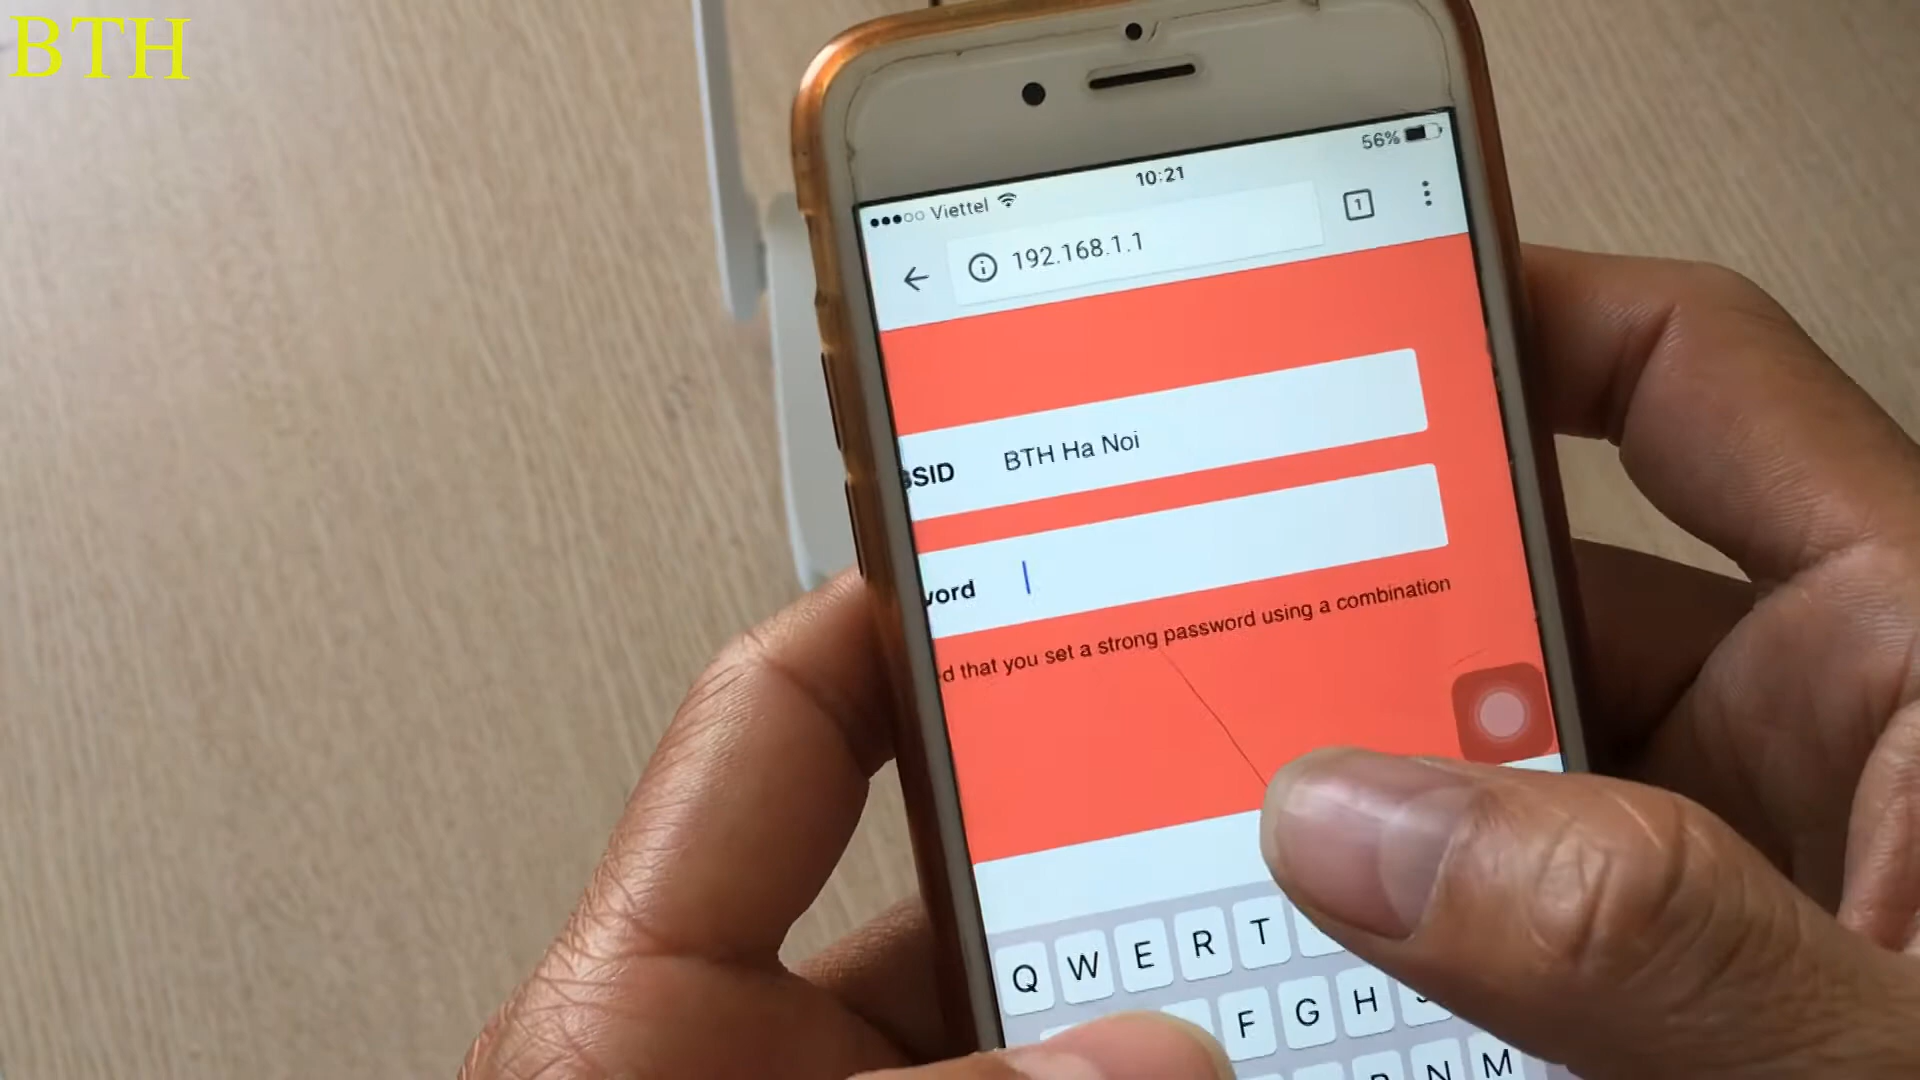 BTH
56%
10:21
Viettel
1
192.168.1.1
SSID BTH Ha Noi
word
d that you set a strong password using a combination
Q W E R T
F G H
N M